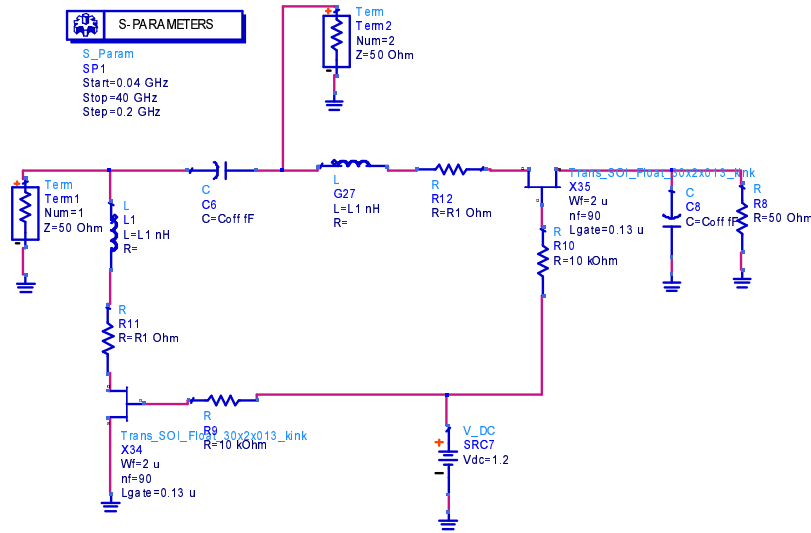 S-PARAMETERS
S_Param
SP1
Start=0.04 GHz
Stop=40 GHz
Step=0.2 GHz
Term
Term2
Num=2
Z=50 Ohm
Term
Term1
Num=1
Z=50 Ohm
L
L1
L=L1 nH
R=
C
C6
C=Coff fF
L
G27
L=L1 nH
R=
R
R12
R=R1 Ohm
Trans_SOI_Float_30x2x013_kink
X35
Wf=2 u
nf=90
Lgate=0.13 u
C
C8
C=Coff fF
R
R8
R=50 Ohm
R
R10
R=10 kOhm
R
R11
R=R1 Ohm
R
R9
R=10 kOhm
Trans_SOI_Float_30x2x013_kink
X34
Wf=2 u
nf=90
Lgate=0.13 u
V_DC
SRC7
Vdc=1.2